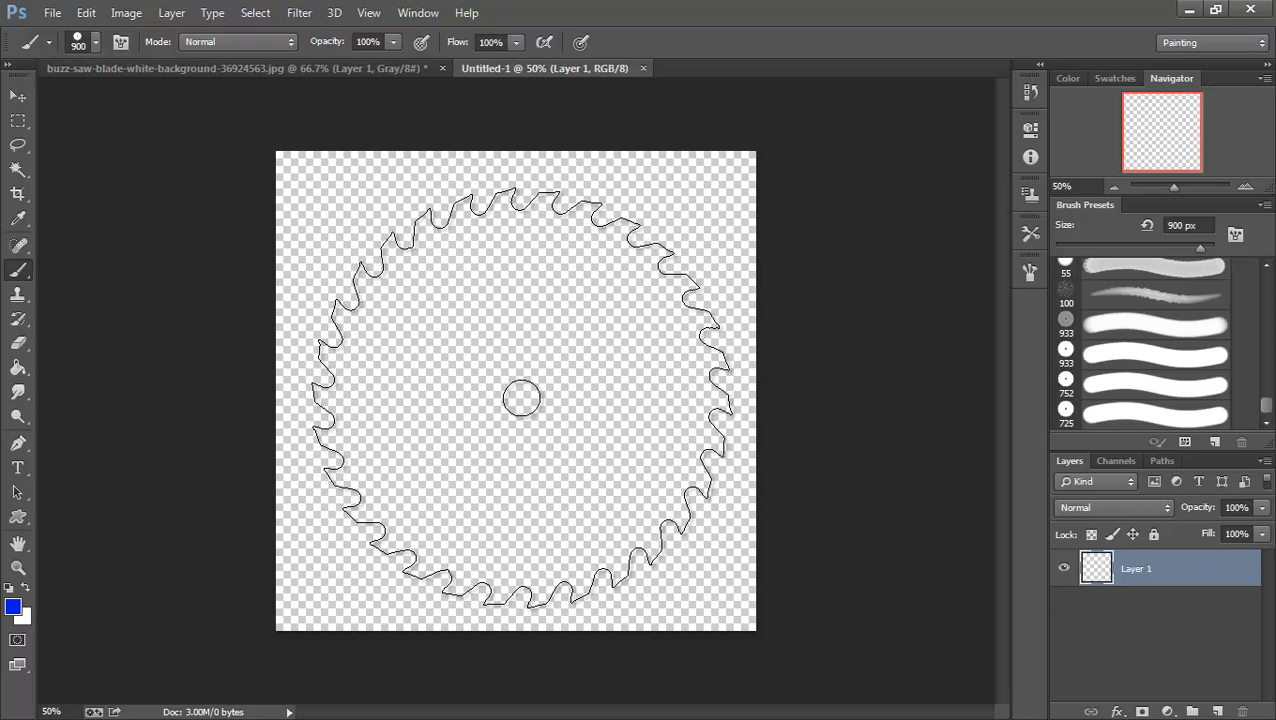 Ps File Edit Image Layer Type Select Filter 3D View Window Help
900 Mode: Normal Opacity: 100% Flow: 100% Painting
buzz-saw-blade-white-background-36924563.jpg @ 66.7% (Layer 1, Gray/8#) * × Untitled-1 @ 50% (Layer 1, RGB/8) ×
Color Swatches Navigator
50%
Brush Presets
Size: 900 px
55
100
933
933
752
725
Layers Channels Paths
Kind
Normal Opacity: 100%
Lock: Fill: 100%
Layer 1
50% Doc: 3.00M/0 bytes